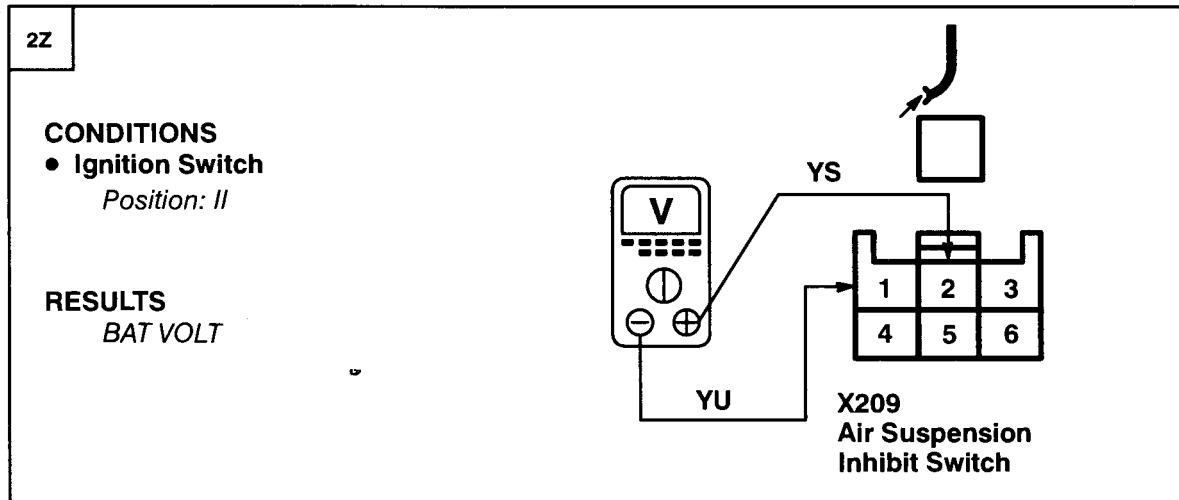 2Z
CONDITIONS
● Ignition Switch
Position: II
RESULTS
BAT VOLT
V
YS
YU
1 2 3
4 5 6
X209
Air Suspension
Inhibit Switch